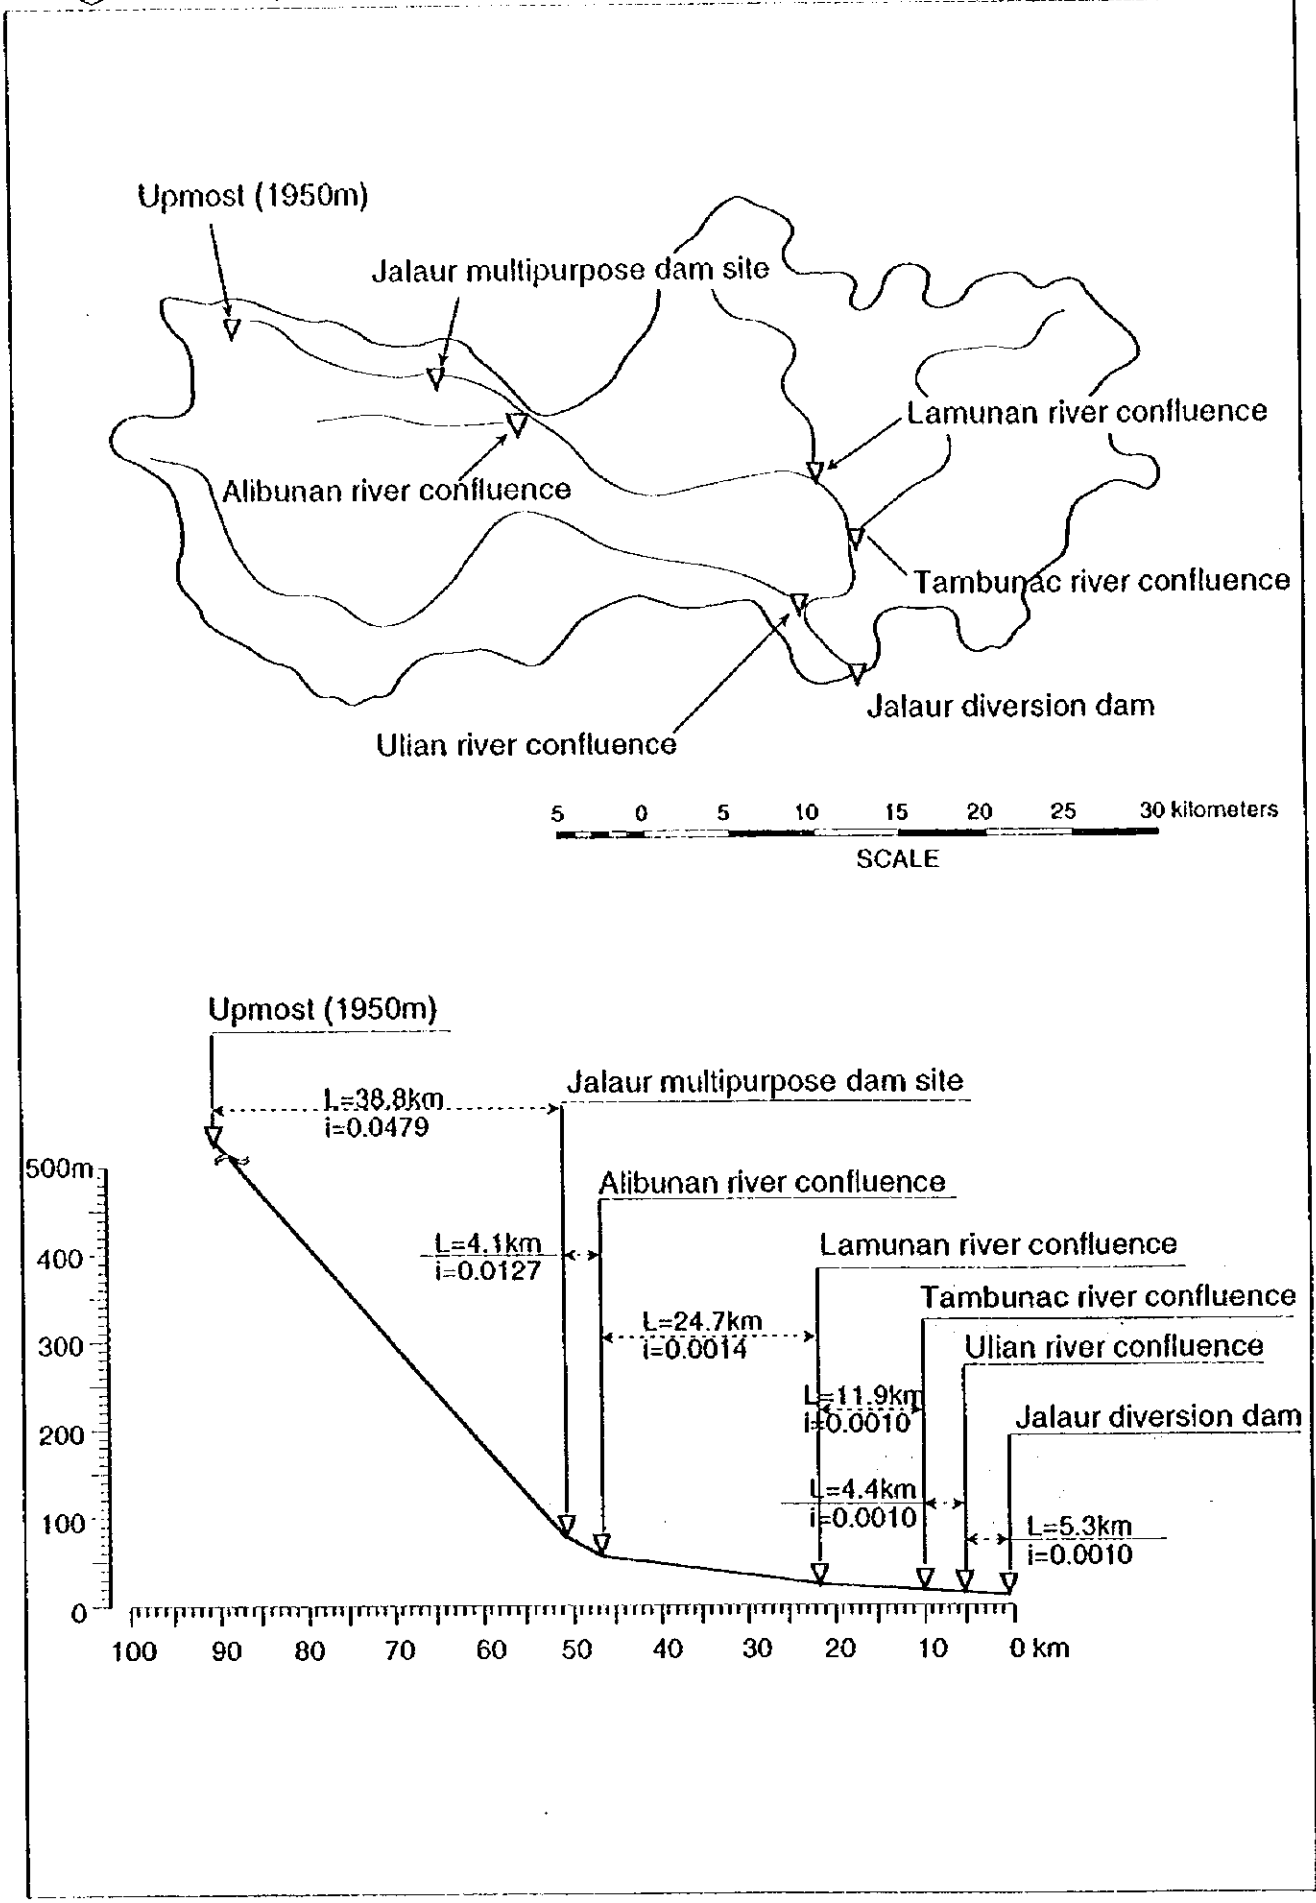 Upmost (1950m)
Jalaur multipurpose dam site
Lamunan river confluence
Alibunan river confluence
Tambunac river confluence
Jalaur diversion dam
Ulian river confluence
5 0 5 10 15 20 25 30 kilometers
SCALE
Upmost (1950m)
Jalaur multipurpose dam site
L=38.8km
i=0.0479
500m
Alibunan river confluence
L=4.1km
i=0.0127
Lamunan river confluence
400
Tambunac river confluence
L=24.7km
i=0.0014
300
Ulian river confluence
L=11.9km
i=0.0010
Jalaur diversion dam
200
L=4.4km
i=0.0010
100
L=5.3km
i=0.0010
0
100 90 80 70 60 50 40 30 20 10 0 km